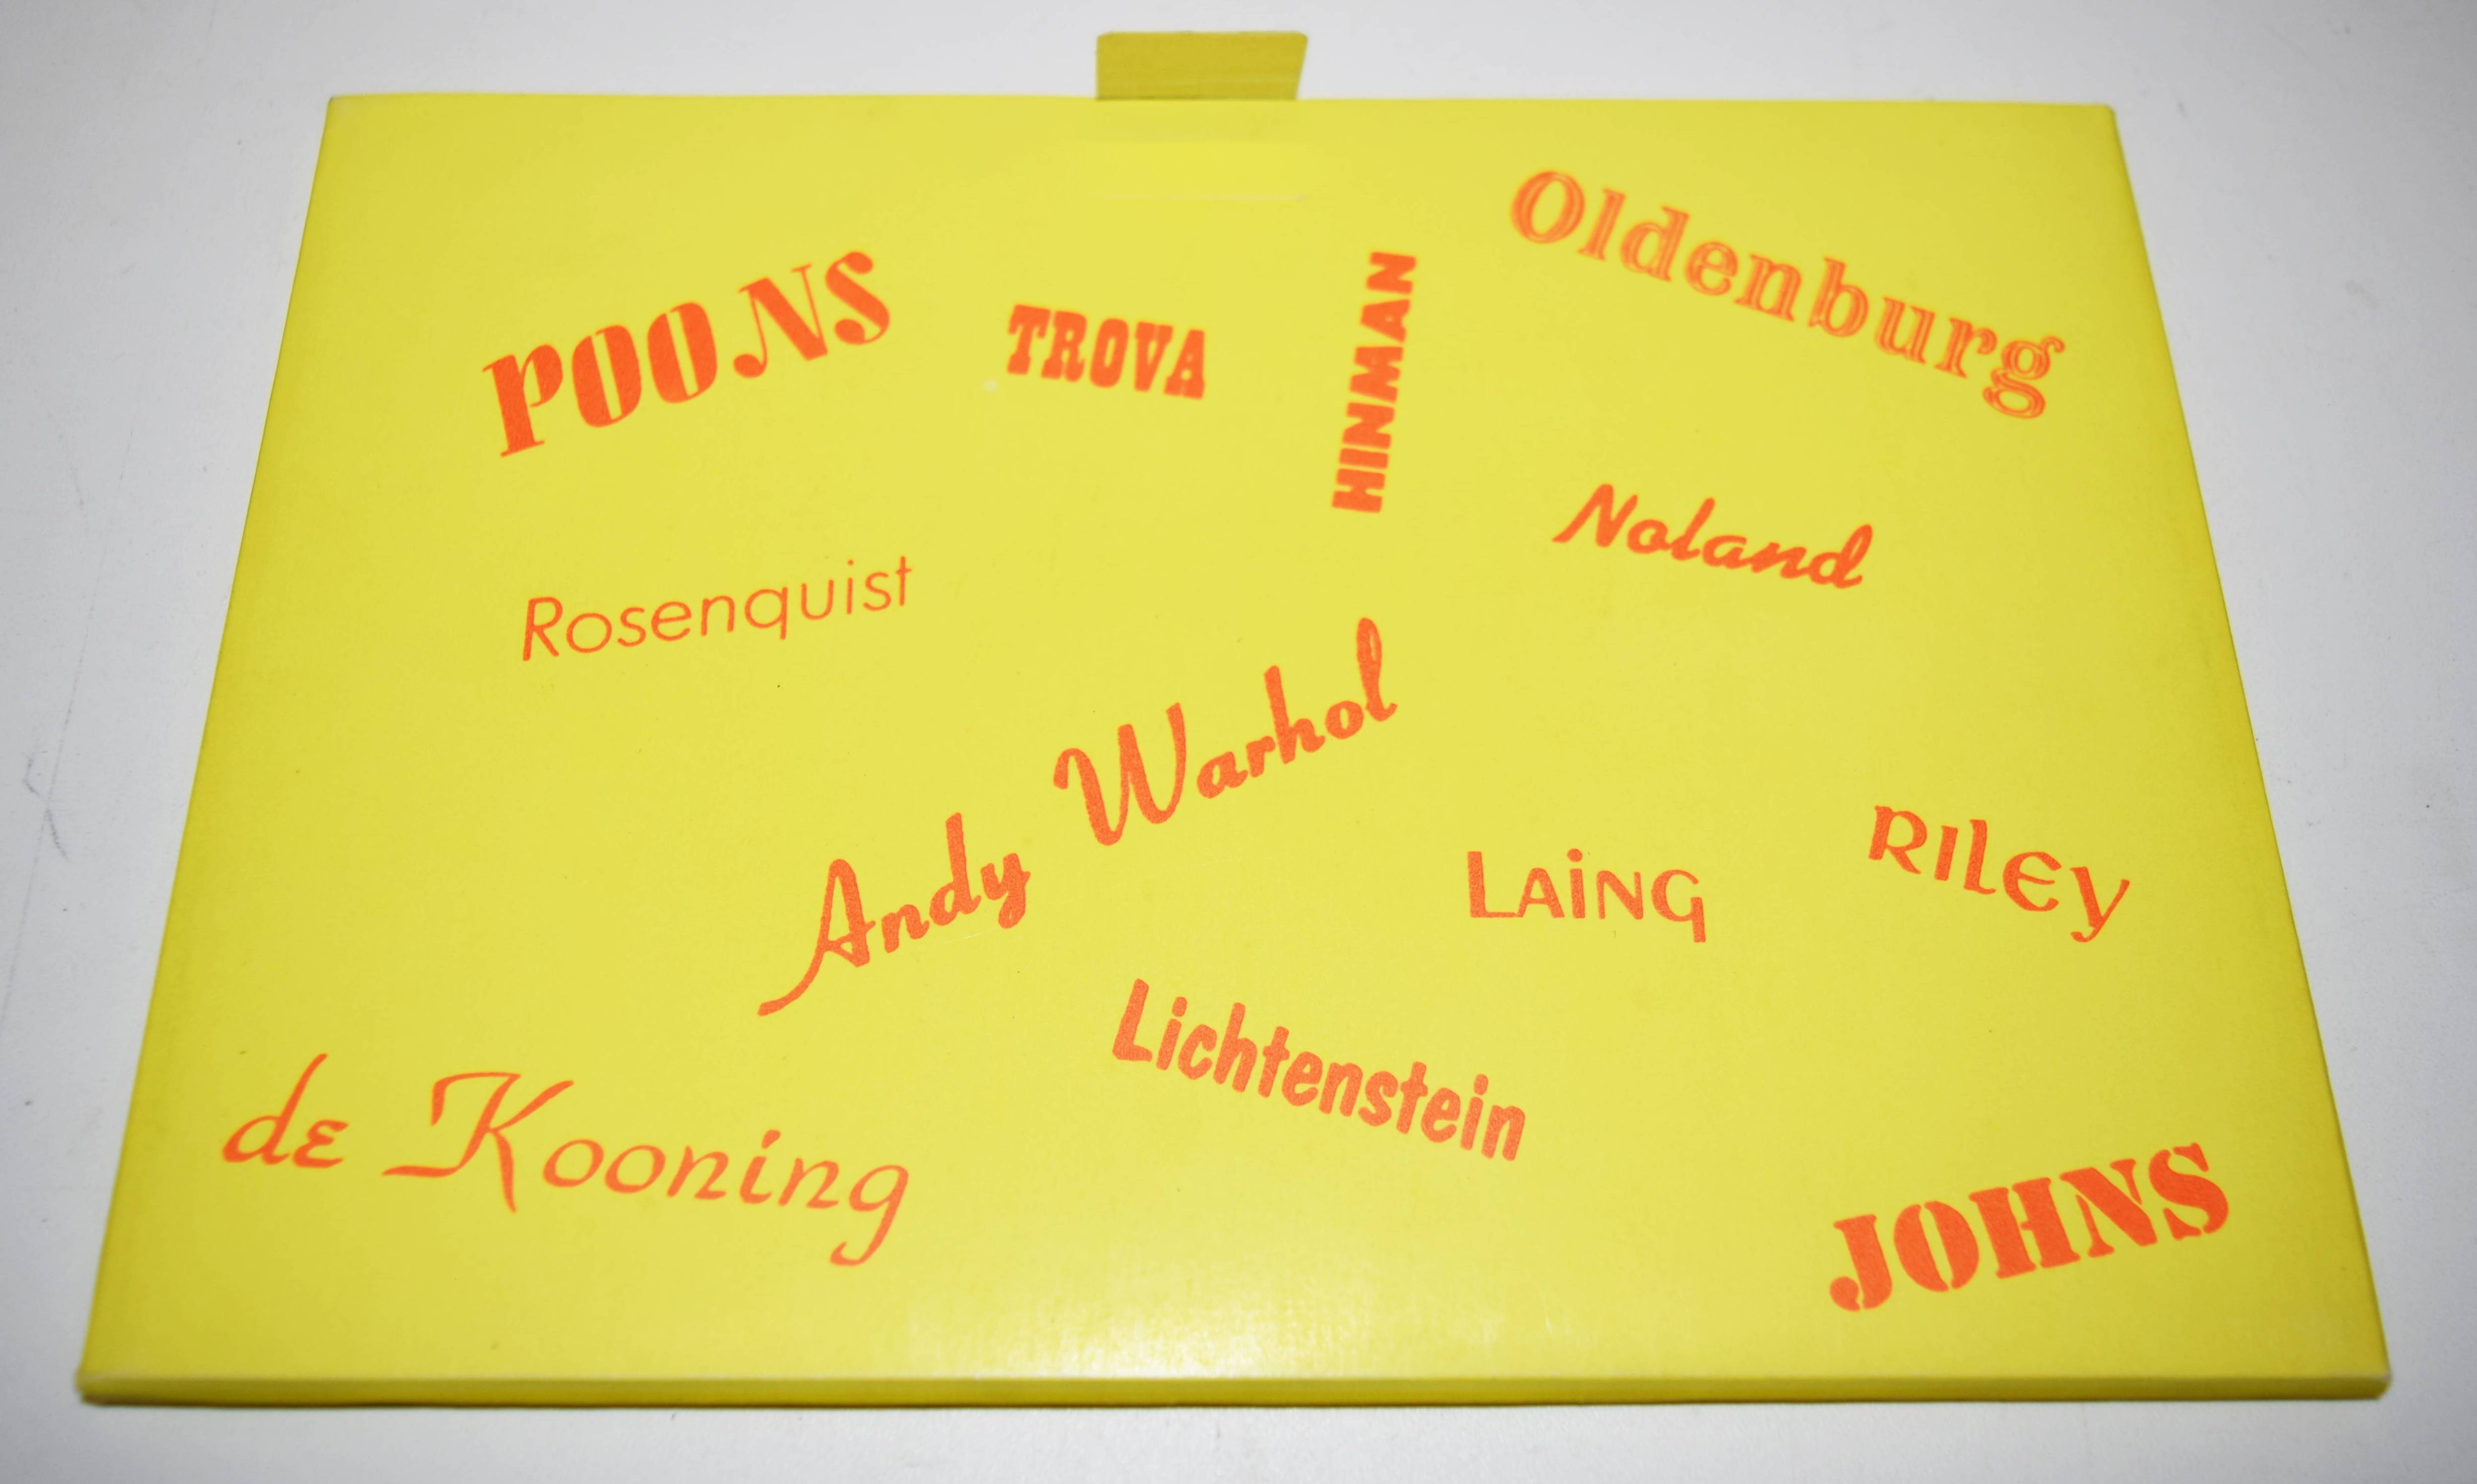 POONS
TROVA
HINMAN
Oldenburg
Noland
Rosenquist
Andy Warhol
LAiNG
RILEY
Lichtenstein
de Kooning
JOHNS